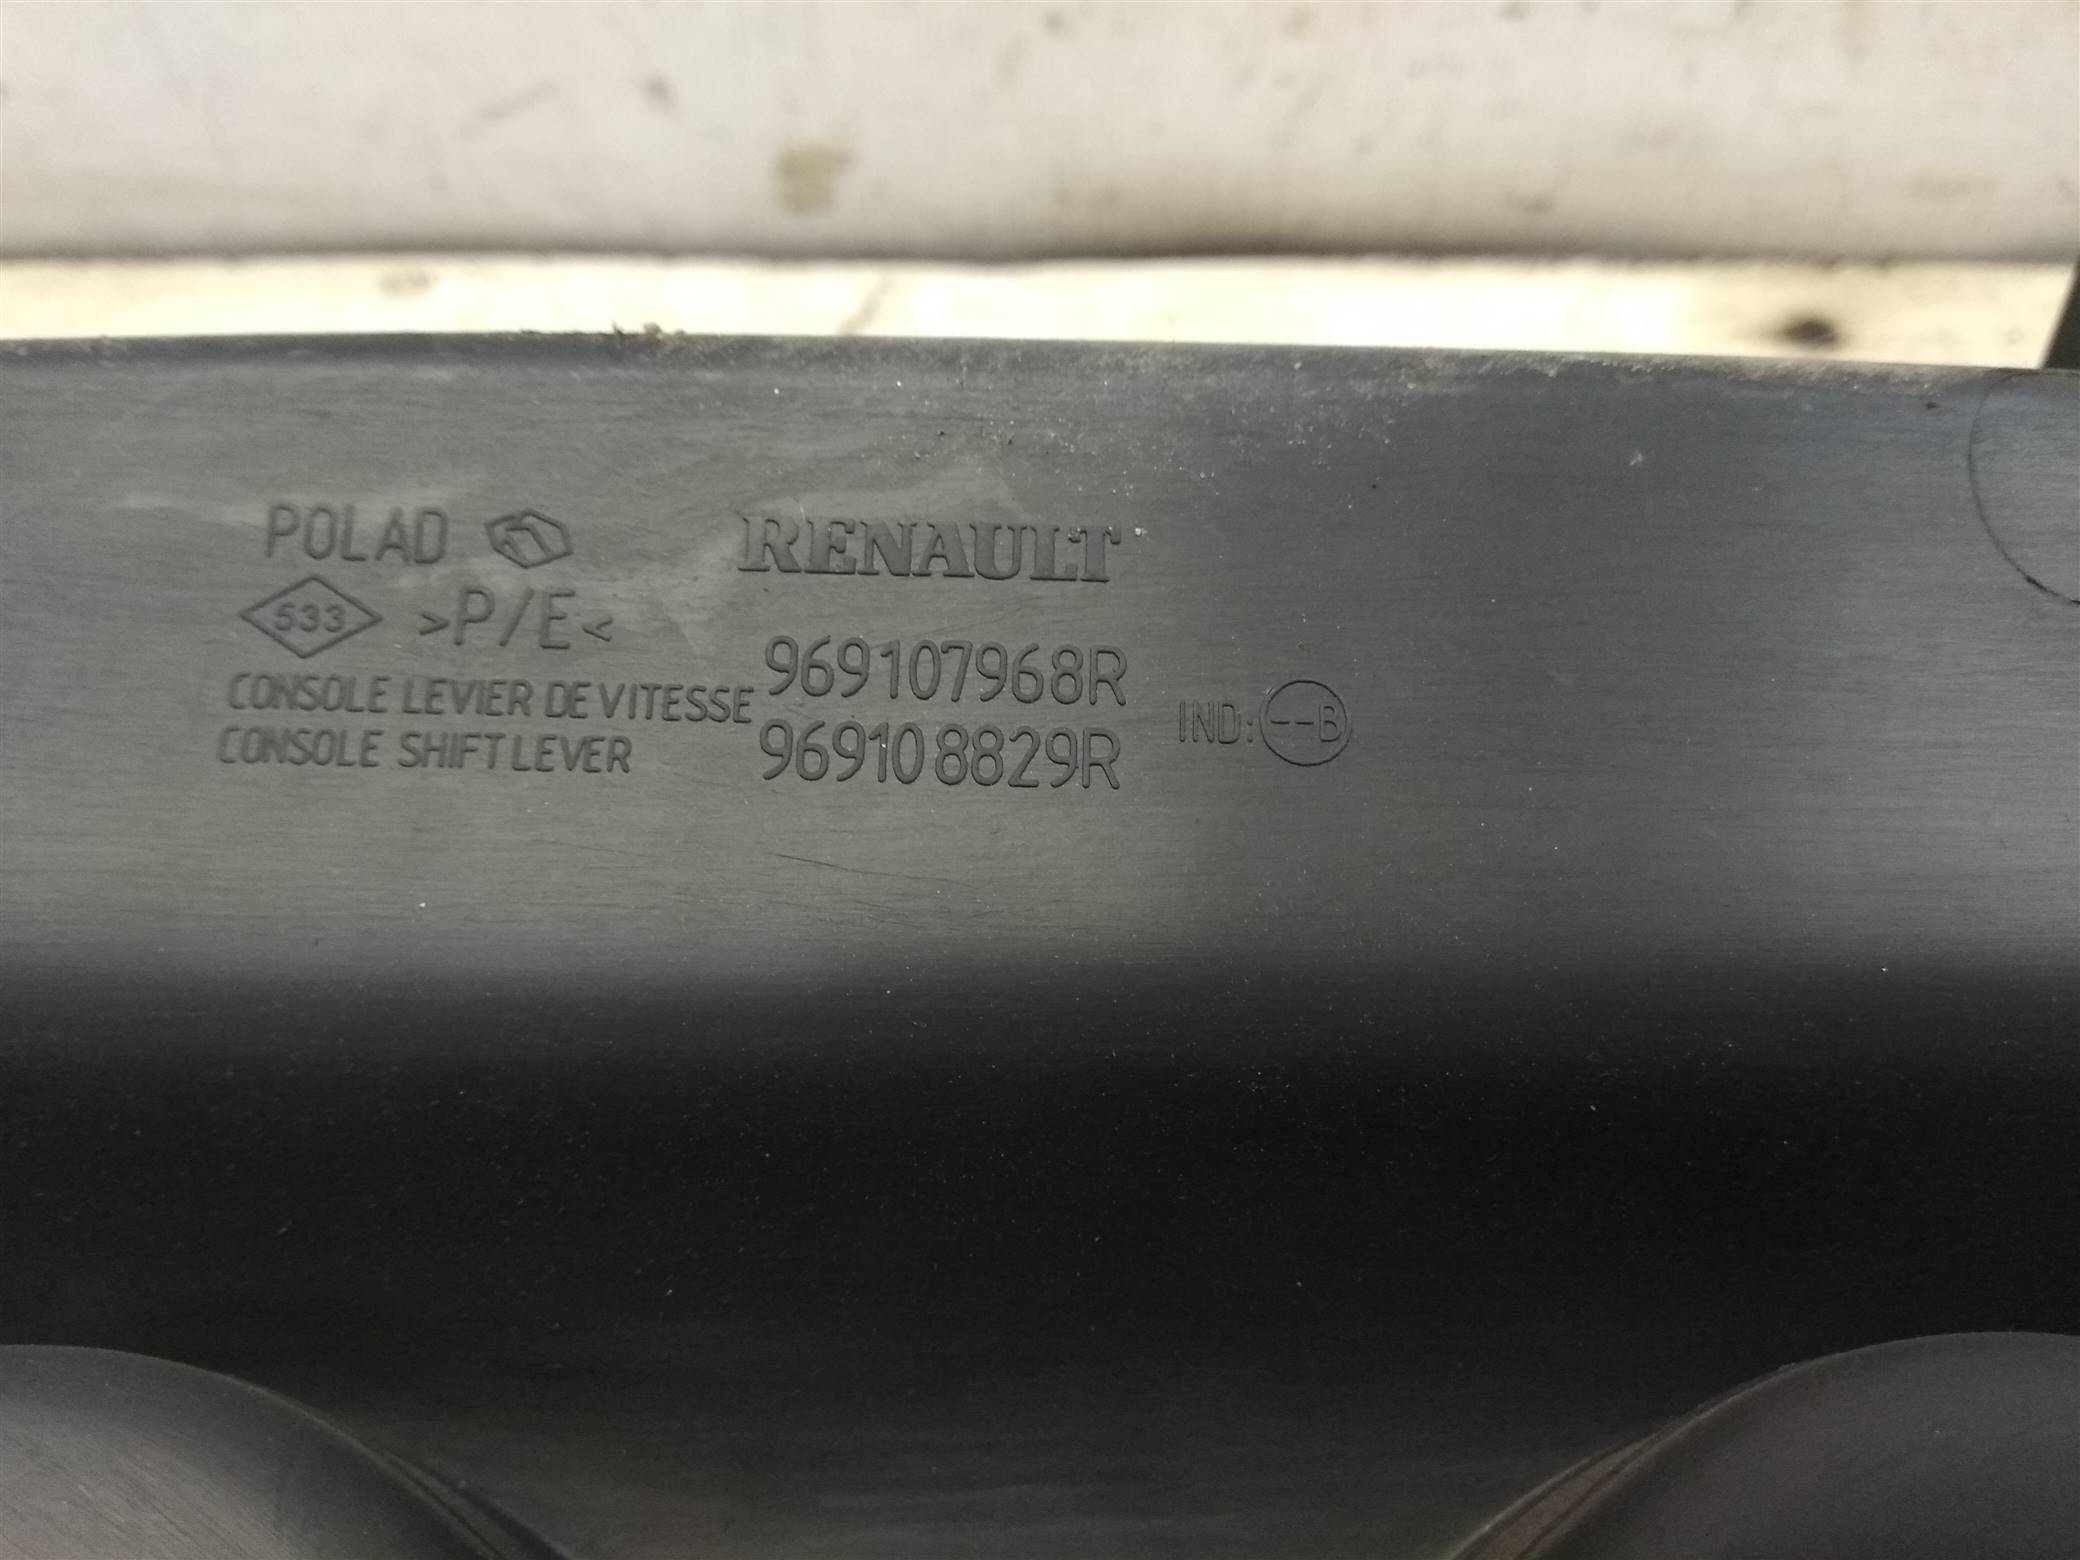 POLAD
RENAULT
533 >P/E<
CONSOLE LEVIER DE VITESSE 969107968R
CONSOLE SHIFT LEVER 969108829R
IND: --B